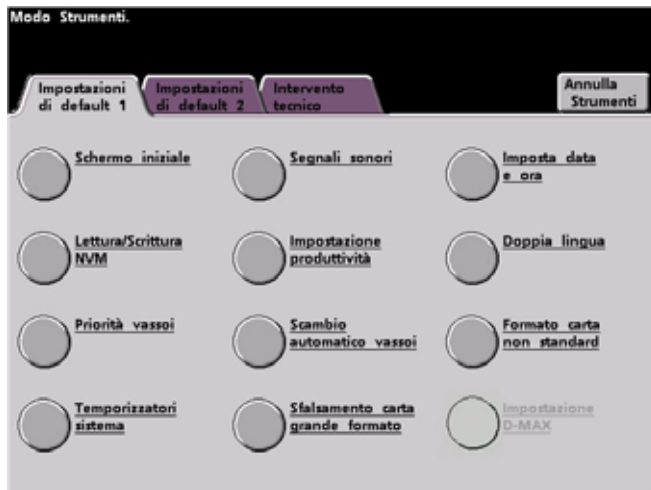 Modo Strumenti.
Impostazioni
di default 1
Impostazioni
di default 2
Intervento
tecnico
Annulla
Strumenti
Schermo iniziale
Segnali sonori
Imposta data
e ora
Lettura/Scrittura
NVM
Impostazione
produttività
Doppia lingua
Priorità vassoi
Scambio
automatico vassoi
Formato carta
non standard
Temporizzatori
sistema
Sfalsamento carta
grande formato
Impostazione
D-MAX